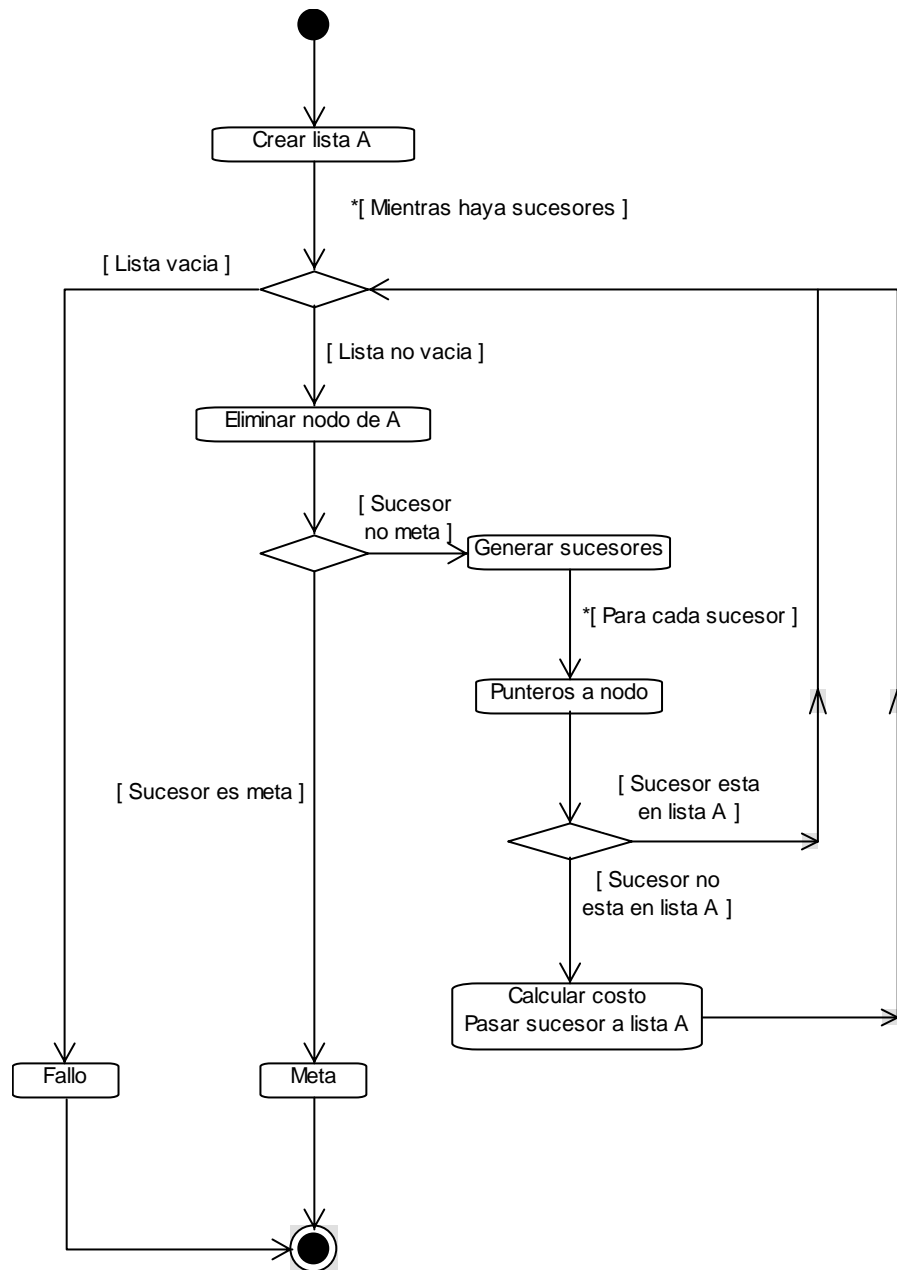 Crear lista A
*[ Mientras haya sucesores ]
[ Lista vacia ]
[ Lista no vacia ]
Eliminar nodo de A
[ Sucesor
no meta ]
Generar sucesores
*[ Para cada sucesor ]
Punteros a nodo
[ Sucesor es meta ]
[ Sucesor esta
en lista A ]
[ Sucesor no
esta en lista A ]
Calcular costo
Pasar sucesor a lista A
Fallo
Meta